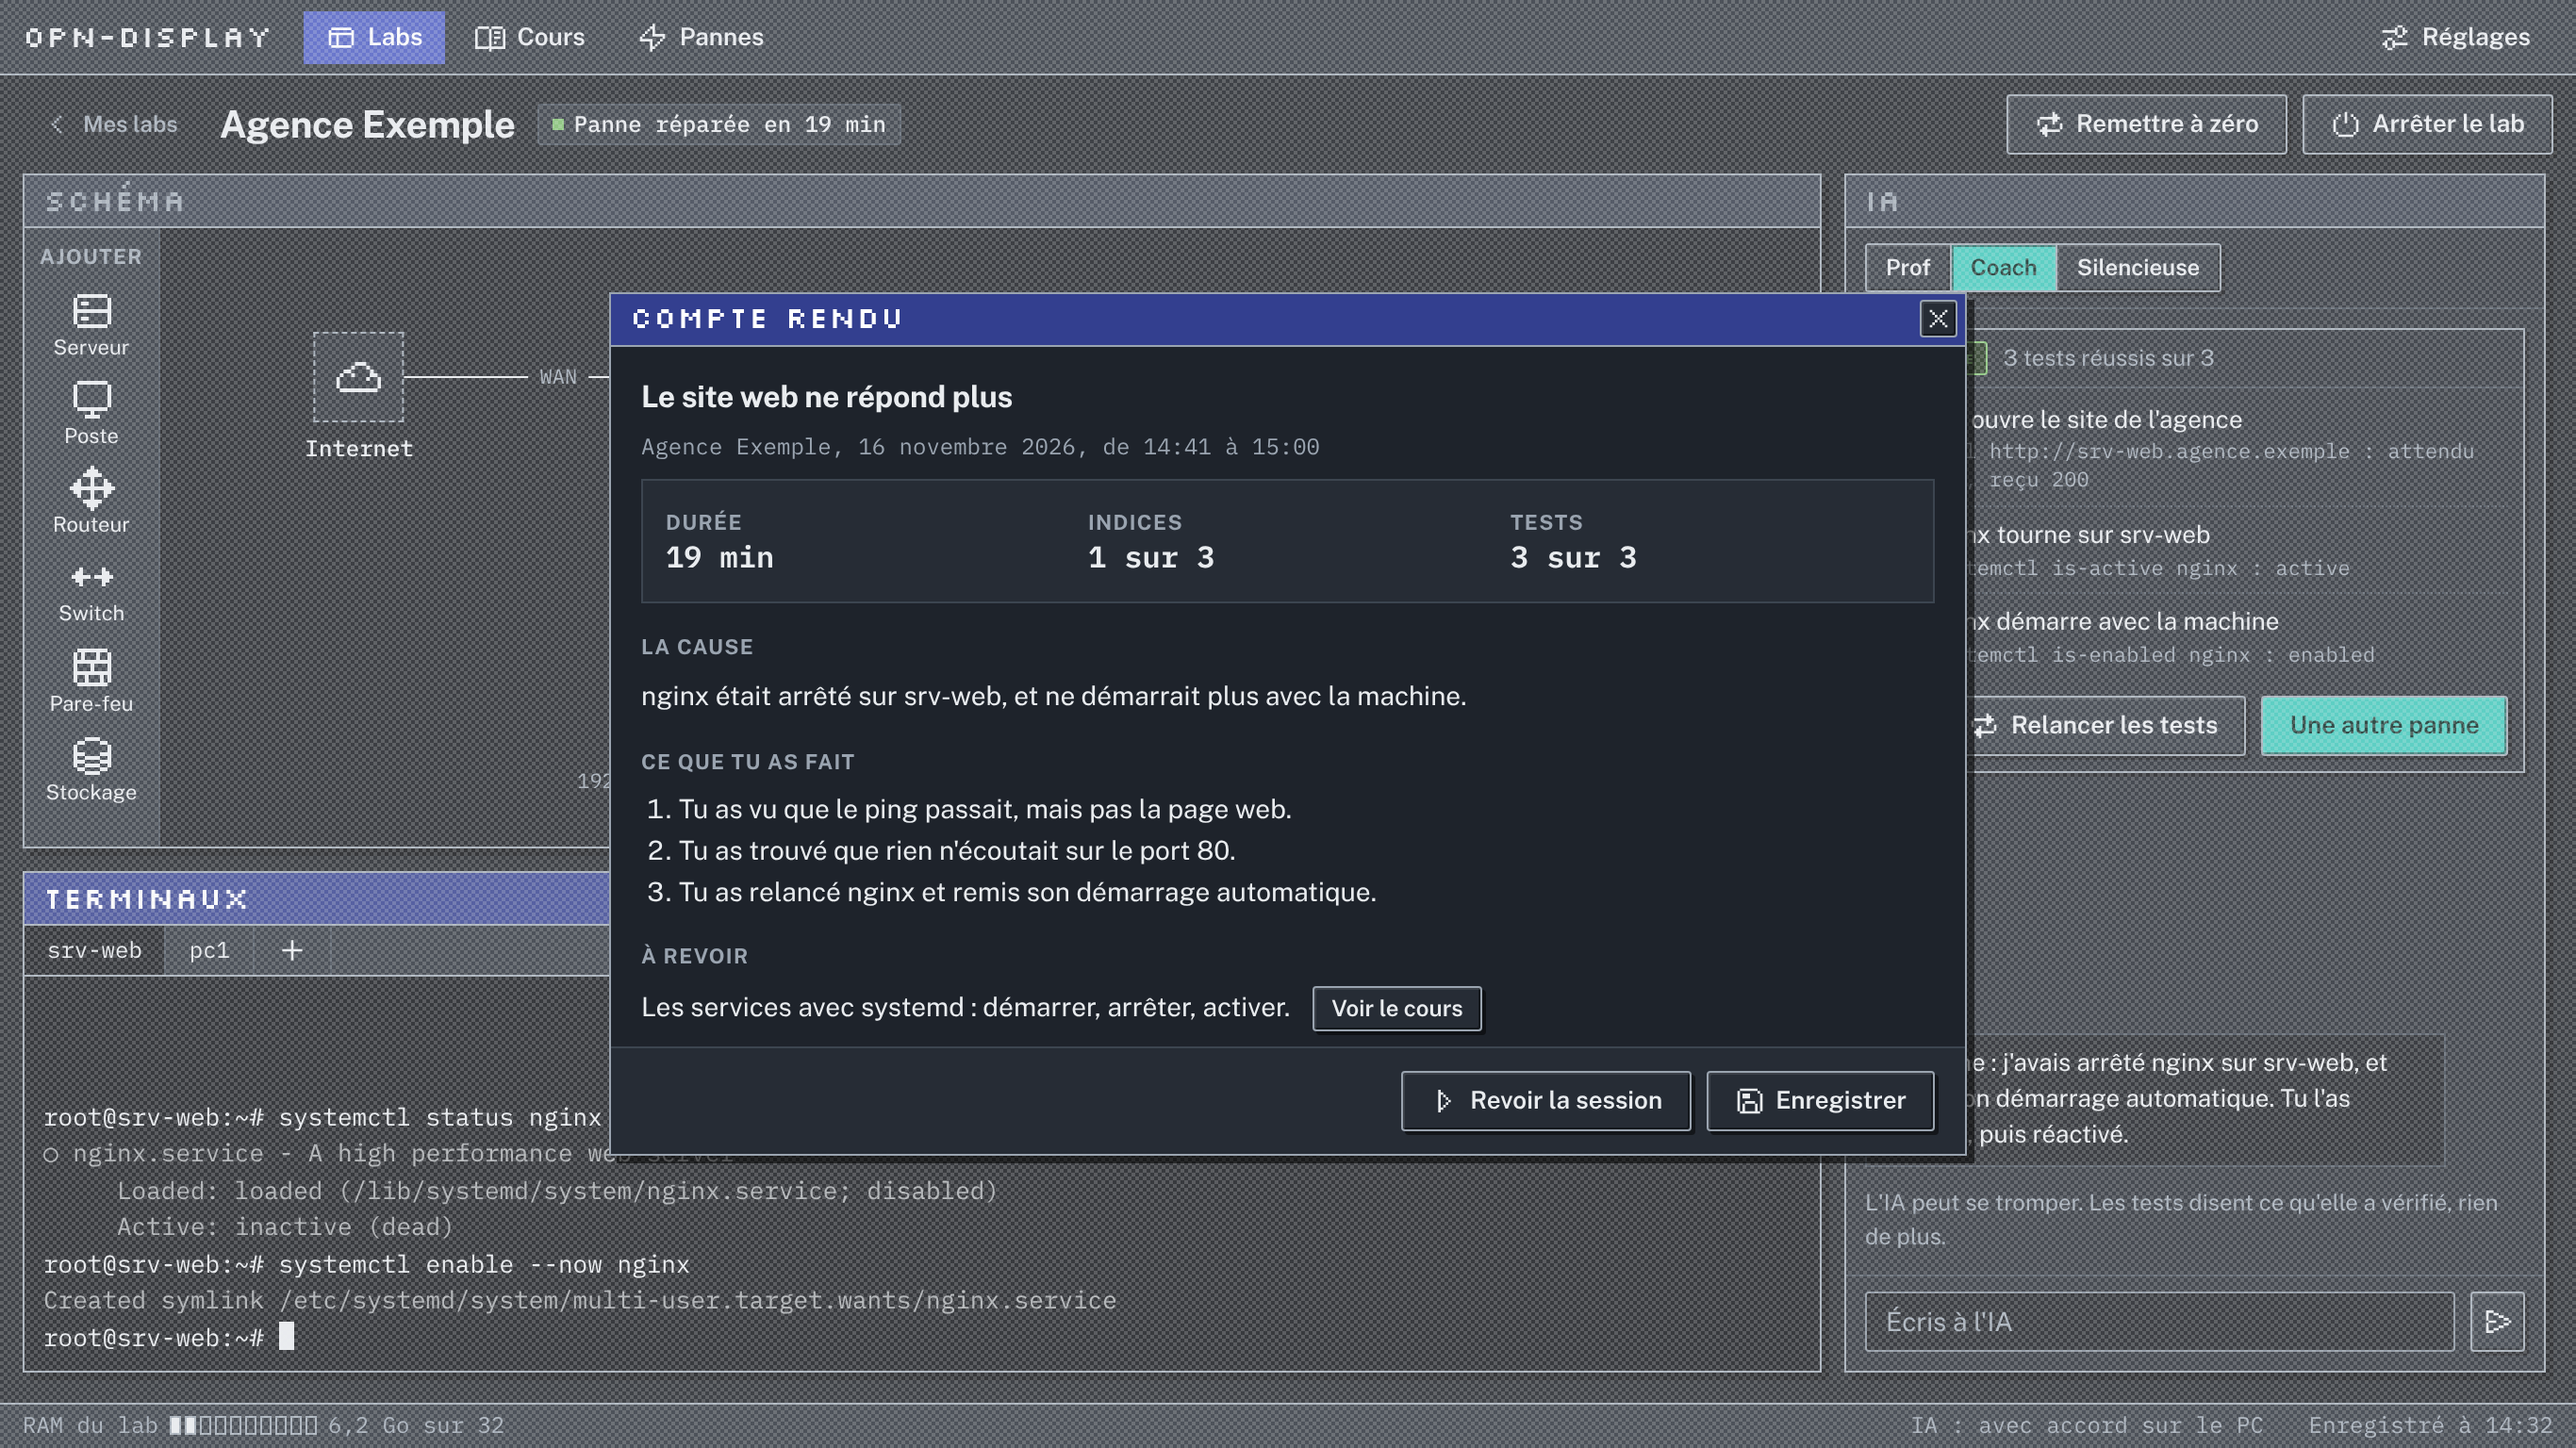 OPN-DISPLAY
Labs
Cours
Pannes
Réglages
Mes labs
Agence Exemple
Panne réparée en 19 min
Remettre à zéro
Arrêter le lab
SCHÉMA
AJOUTER
Serveur
Poste
Routeur
Switch
Pare-feu
Stockage
Internet
WAN
192
IA
Prof
Coach
Silencieuse
3 tests réussis sur 3
ouvre le site de l'agence
http://srv-web.agence.exemple : attendu
reçu 200
tourne sur srv-web
is-active nginx : active
démarre avec la machine
is-enabled nginx : enabled
Relancer les tests
Une autre panne
COMPTE RENDU
Le site web ne répond plus
Agence Exemple, 16 novembre 2026, de 14:41 à 15:00
DURÉE
19 min
INDICES
1 sur 3
TESTS
3 sur 3
LA CAUSE
nginx était arrêté sur srv-web, et ne démarrait plus avec la machine.
CE QUE TU AS FAIT
1. Tu as vu que le ping passait, mais pas la page web.
2. Tu as trouvé que rien n'écoutait sur le port 80.
3. Tu as relancé nginx et remis son démarrage automatique.
À REVOIR
Les services avec systemd : démarrer, arrêter, activer.
Voir le cours
Revoir la session
Enregistrer
TERMINAUX
srv-web
pc1
root@srv-web:~# systemctl status nginx
nginx.service - A high performance web server
Loaded: loaded (/lib/systemd/system/nginx.service; disabled)
Active: inactive (dead)
root@srv-web:~# systemctl enable --now nginx
Created symlink /etc/systemd/system/multi-user.target.wants/nginx.service
root@srv-web:~#
: j'avais arrêté nginx sur srv-web, et
démarrage automatique. Tu l'as
puis réactivé.
L'IA peut se tromper. Les tests disent ce qu'elle a vérifié, rien
de plus.
Écris à l'IA
RAM du lab
6,2 Go sur 32
IA : avec accord sur le PC
Enregistré à 14:32